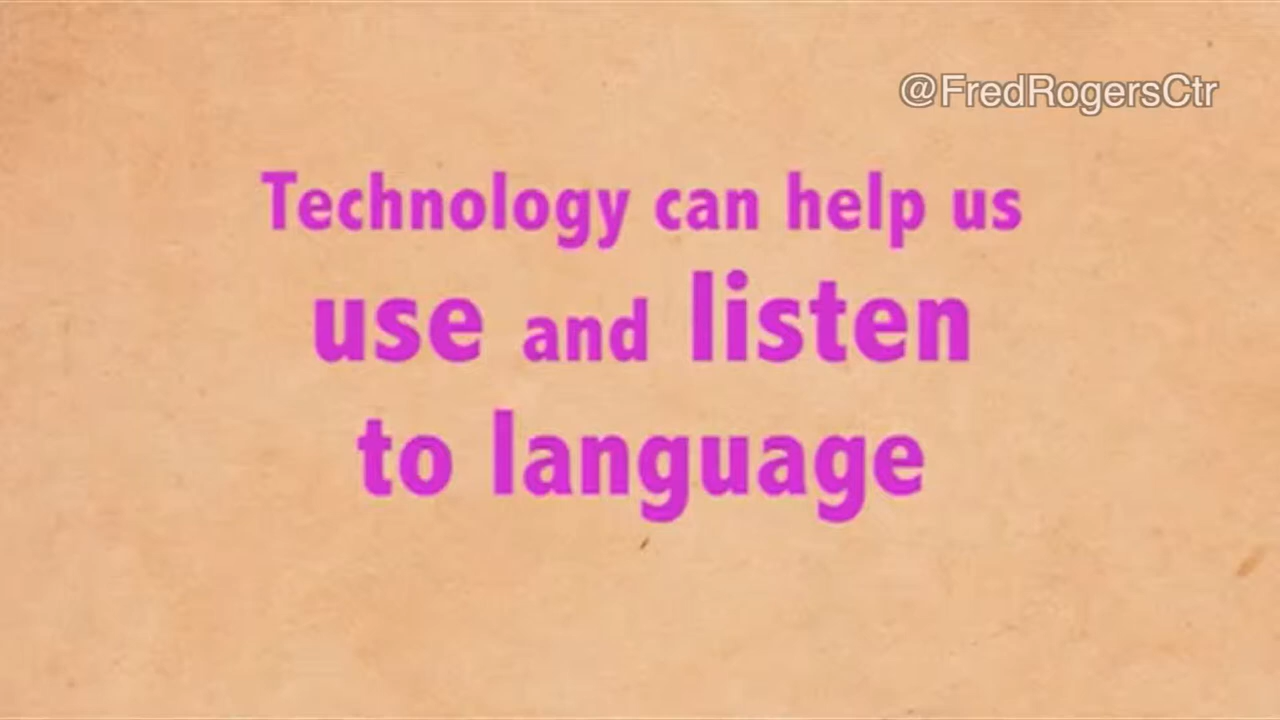 @FredRogersCtr
Technology can help us
use and listen
to language